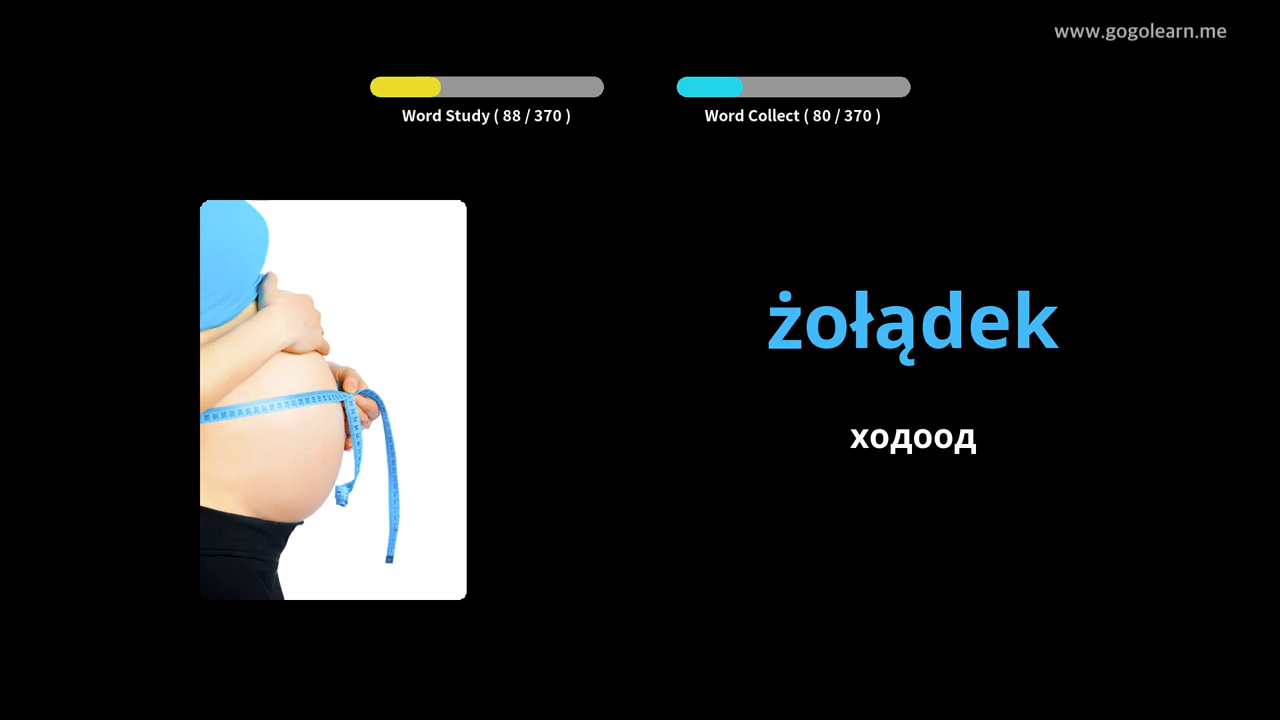 www.gogolearn.me
Word Study ( 88 / 370 )
Word Collect ( 80 / 370 )
żołądek
ходоод